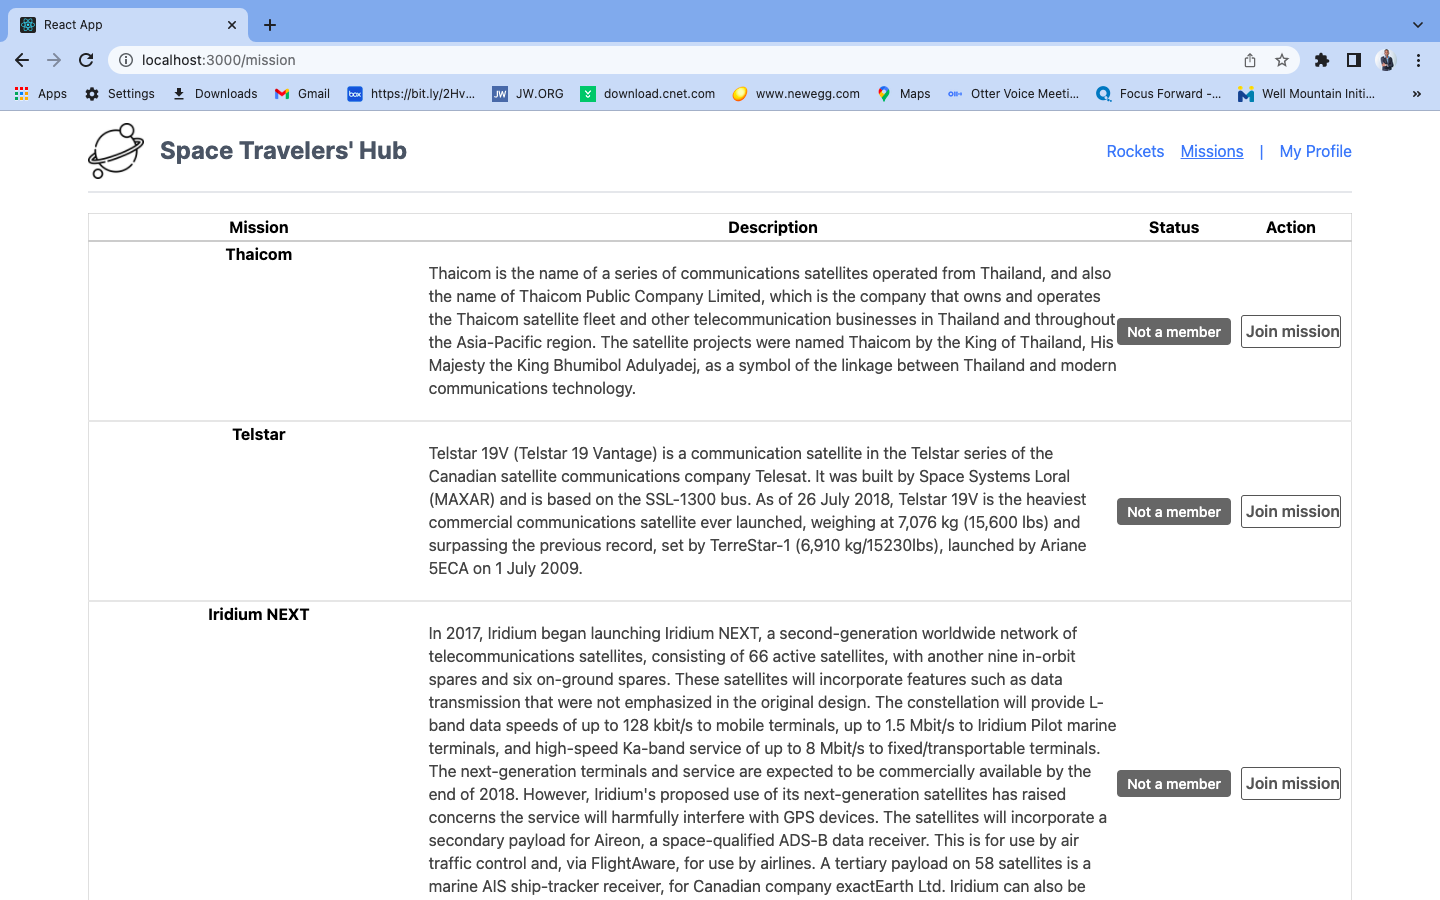 React App
localhost:3000/mission
Apps Settings Downloads Gmail https://bit.ly/2Hv... JW.ORG download.cnet.com www.newegg.com Maps Otter Voice Meeti... Focus Forward -... Well Mountain Initi... »
Space Travelers' Hub
Rockets Missions | My Profile
Mission Description Status Action
Thaicom
Thaicom is the name of a series of communications satellites operated from Thailand, and also
the name of Thaicom Public Company Limited, which is the company that owns and operates
the Thaicom satellite fleet and other telecommunication businesses in Thailand and throughout
the Asia-Pacific region. The satellite projects were named Thaicom by the King of Thailand, His
Majesty the King Bhumibol Adulyadej, as a symbol of the linkage between Thailand and modern
communications technology.
Not a member Join mission
Telstar
Telstar 19V (Telstar 19 Vantage) is a communication satellite in the Telstar series of the
Canadian satellite communications company Telesat. It was built by Space Systems Loral
(MAXAR) and is based on the SSL-1300 bus. As of 26 July 2018, Telstar 19V is the heaviest
commercial communications satellite ever launched, weighing at 7,076 kg (15,600 lbs) and
surpassing the previous record, set by TerreStar-1 (6,910 kg/15230lbs), launched by Ariane
5ECA on 1 July 2009.
Not a member Join mission
Iridium NEXT
In 2017, Iridium began launching Iridium NEXT, a second-generation worldwide network of
telecommunications satellites, consisting of 66 active satellites, with another nine in-orbit
spares and six on-ground spares. These satellites will incorporate features such as data
transmission that were not emphasized in the original design. The constellation will provide L-
band data speeds of up to 128 kbit/s to mobile terminals, up to 1.5 Mbit/s to Iridium Pilot marine
terminals, and high-speed Ka-band service of up to 8 Mbit/s to fixed/transportable terminals.
The next-generation terminals and service are expected to be commercially available by the
end of 2018. However, Iridium's proposed use of its next-generation satellites has raised
concerns the service will harmfully interfere with GPS devices. The satellites will incorporate a
secondary payload for Aireon, a space-qualified ADS-B data receiver. This is for use by air
traffic control and, via FlightAware, for use by airlines. A tertiary payload on 58 satellites is a
marine AIS ship-tracker receiver, for Canadian company exactEarth Ltd. Iridium can also be
Not a member Join mission